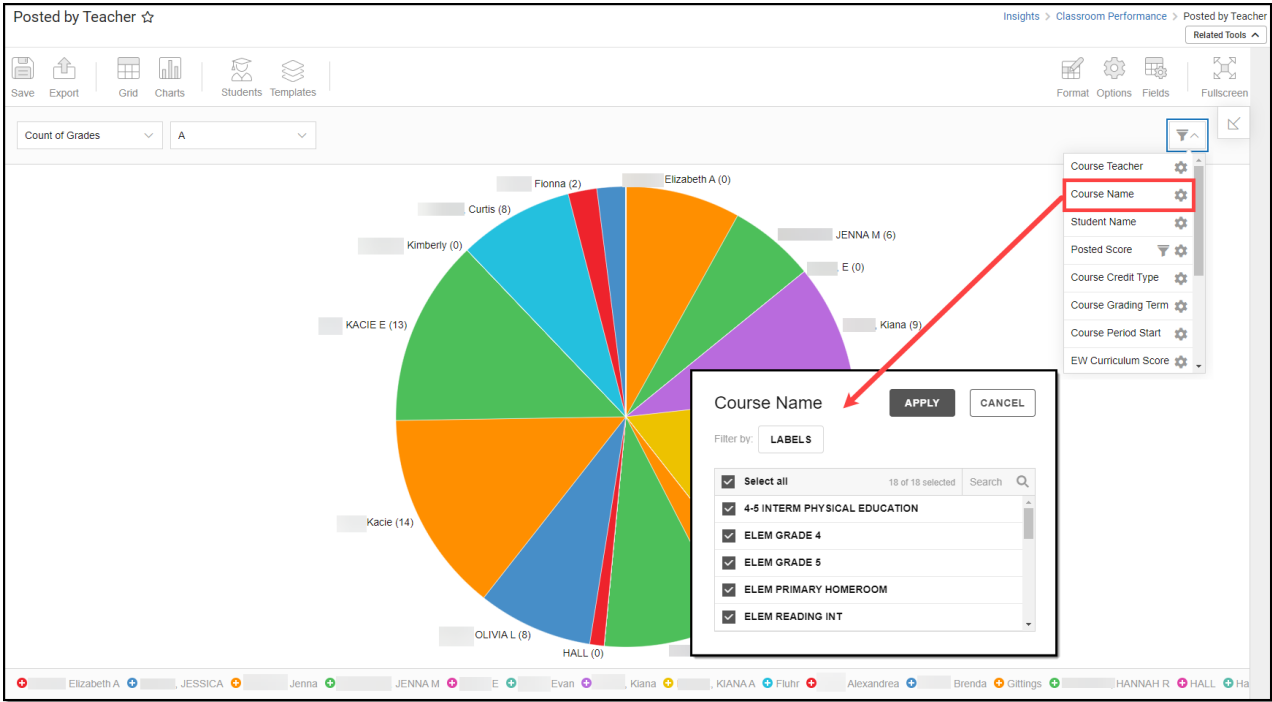 Posted by Teacher
Insights > Classroom Performance > Posted by Teacher
Related Tools
Save Export Grid Charts Students Templates Format Options Fields Fullscreen
Count of Grades A
Course Teacher
Course Name
Student Name
Posted Score
Course Credit Type
Course Grading Term
Course Period Start
EW Curriculum Score
Elizabeth A (0)
Fionna (2)
, Curtis (8)
JENNA M (6)
Kimberly (0)
, E (0)
KACIE E (13)
, Kiana (9)
Kacie (14)
OLIVIA L (8)
HALL (0)
Course Name APPLY CANCEL
Filter by: LABELS
Select all 18 of 18 selected Search
4-5 INTERM PHYSICAL EDUCATION
ELEM GRADE 4
ELEM GRADE 5
ELEM PRIMARY HOMEROOM
ELEM READING INT
Elizabeth A , JESSICA Jenna JENNA M E Evan , Kiana , KIANA A Fluhr Alexandrea Brenda Gittings , HANNAH R HALL Ha